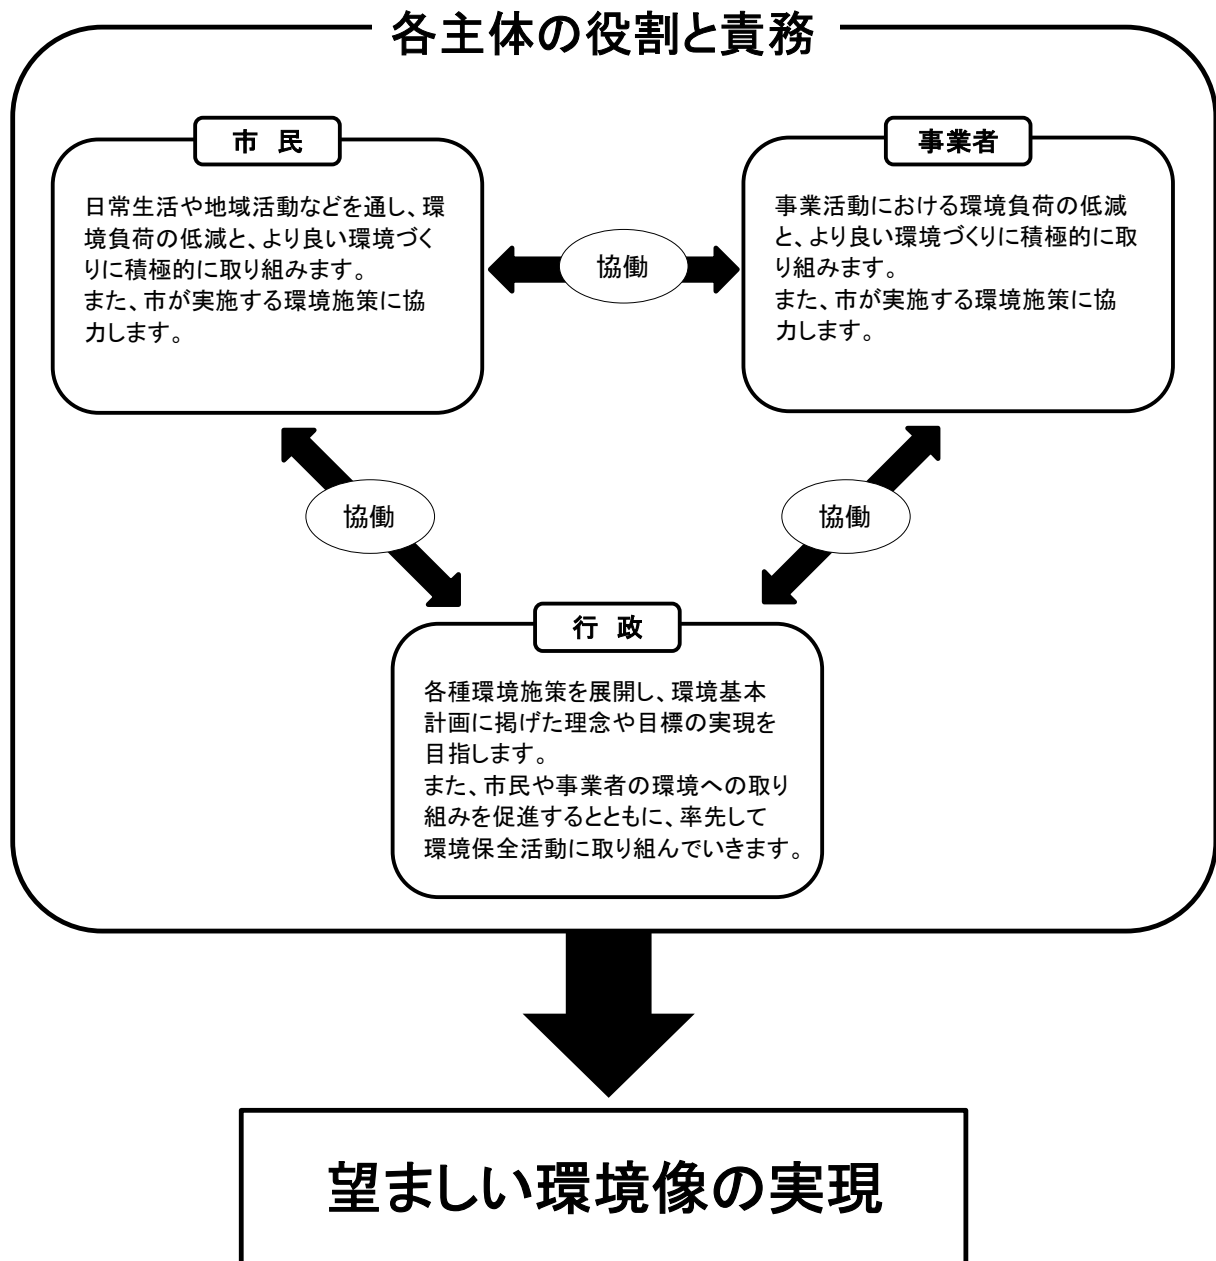 各主体の役割と責務
市 民
日常生活や地域活動などを通し、環
境負荷の低減と、より良い環境づく
りに積極的に取り組みます。
また、市が実施する環境施策に協
力します。
協働
事業者
事業活動における環境負荷の低減
と、より良い環境づくりに積極的に取
り組みます。
また、市が実施する環境施策に協
力します。
協働
協働
行 政
各種環境施策を展開し、環境基本
計画に掲げた理念や目標の実現を
目指します。
また、市民や事業者の環境への取り
組みを促進するとともに、率先して
環境保全活動に取り組んでいきます。
望ましい環境像の実現